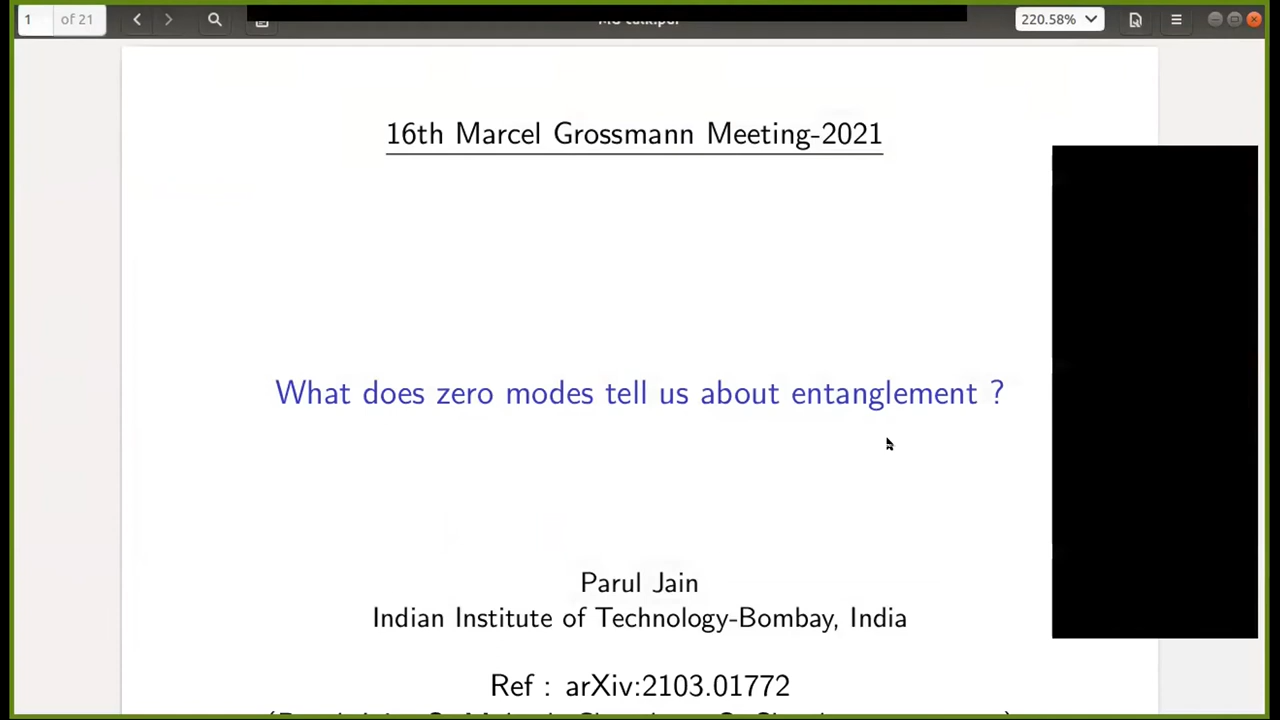 1 of 21 220.58%
16th Marcel Grossmann Meeting-2021
What does zero modes tell us about entanglement ?
Parul Jain
Indian Institute of Technology-Bombay, India
Ref : arXiv:2103.01772